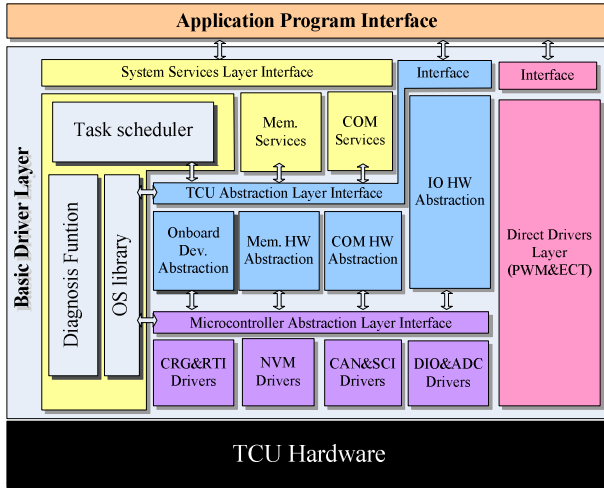 Application Program Interface
System Services Layer Interface
Interface
Interface
Basic Driver Layer
Task scheduler
Mem.
Services
COM
Services
IO HW
Abstraction
TCU Abstraction Layer Interface
Diagnosis Funtion
OS library
Onboard
Dev.
Abstraction
Mem. HW
Abstraction
COM HW
Abstraction
Direct Drivers
Layer
(PWM&ECT)
Microcontroller Abstraction Layer Interface
CRG&RTI
Drivers
NVM
Drivers
CAN&SCI
Drivers
DIO&ADC
Drivers
TCU Hardware